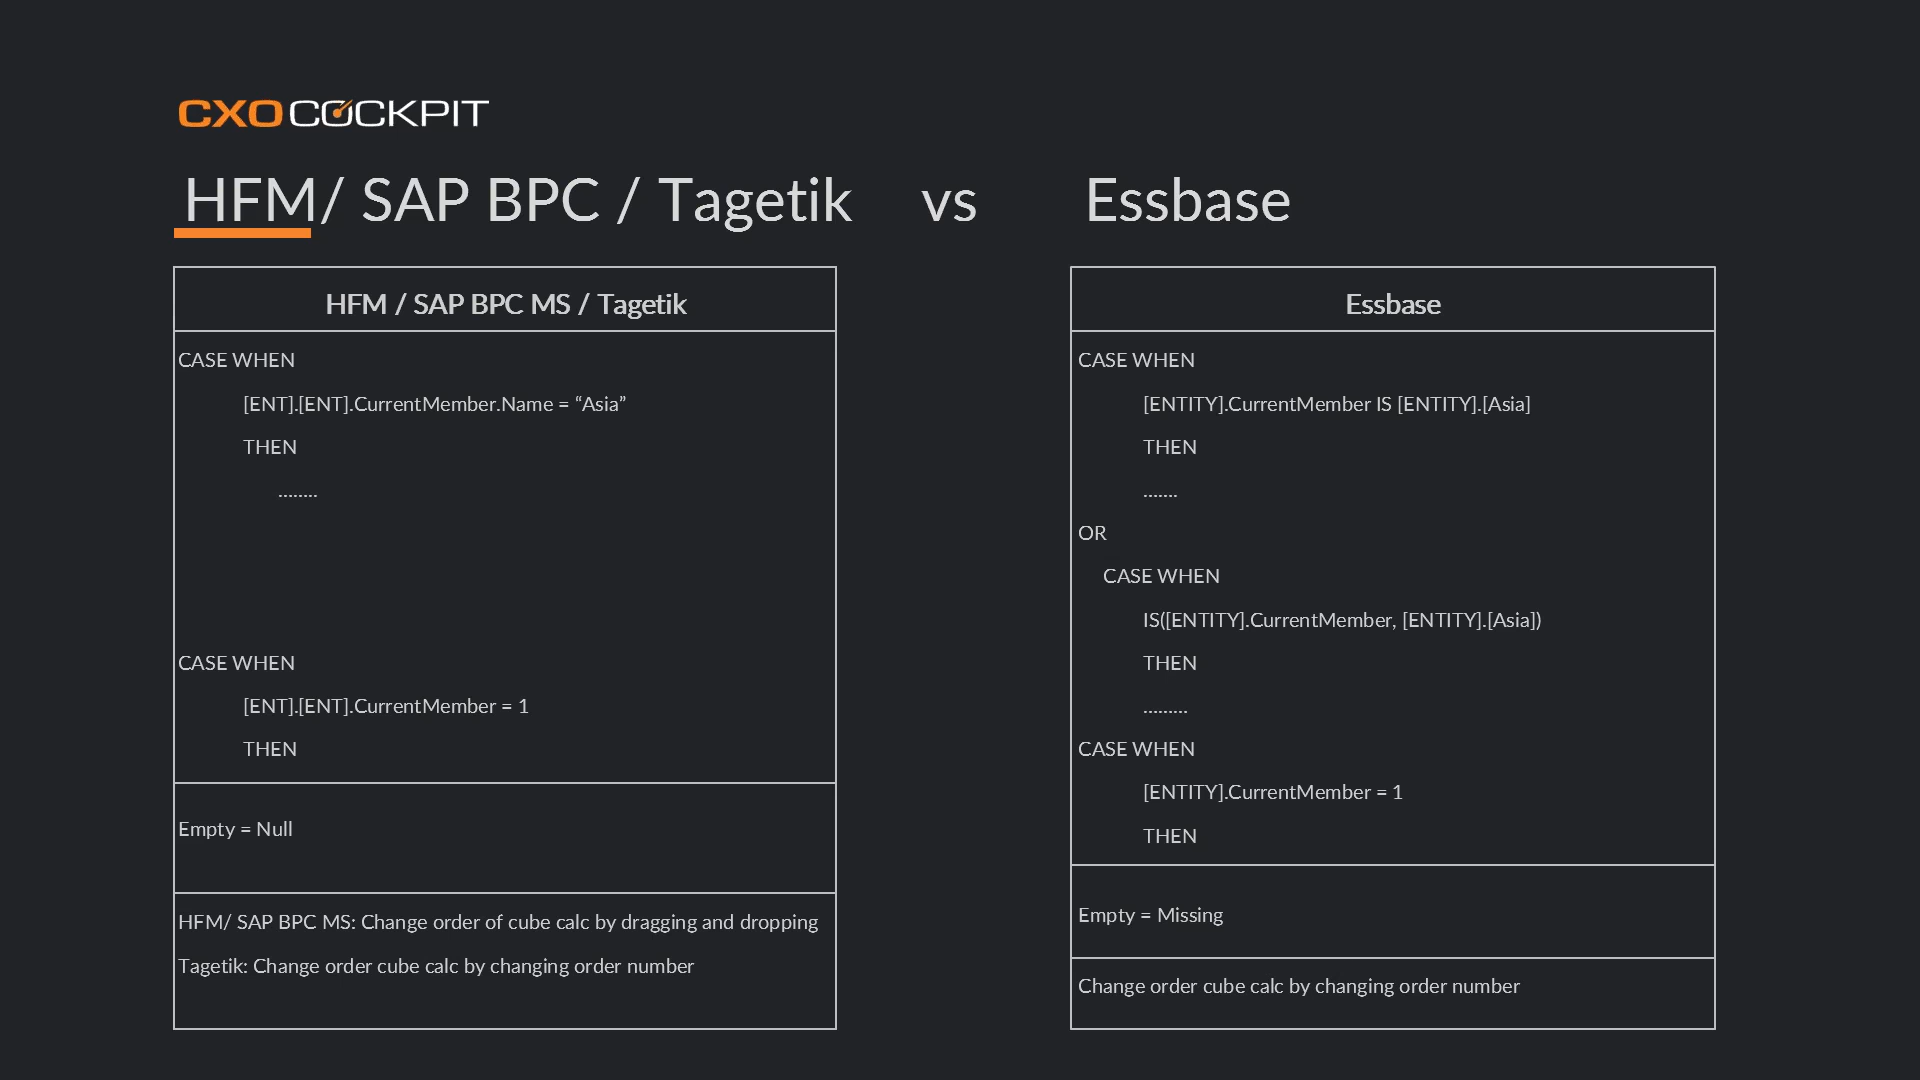 CXO COCKPIT
HFM/ SAP BPC / Tagetik vs Essbase
HFM / SAP BPC MS / Tagetik
CASE WHEN
[ENT].[ENT].CurrentMember.Name = “Asia”
THEN
........
CASE WHEN
[ENT].[ENT].CurrentMember = 1
THEN
Empty = Null
HFM/ SAP BPC MS: Change order of cube calc by dragging and dropping
Tagetik: Change order cube calc by changing order number
Essbase
CASE WHEN
[ENTITY].CurrentMember IS [ENTITY].[Asia]
THEN
.......
OR
CASE WHEN
IS([ENTITY].CurrentMember, [ENTITY].[Asia])
THEN
.........
CASE WHEN
[ENTITY].CurrentMember = 1
THEN
Empty = Missing
Change order cube calc by changing order number